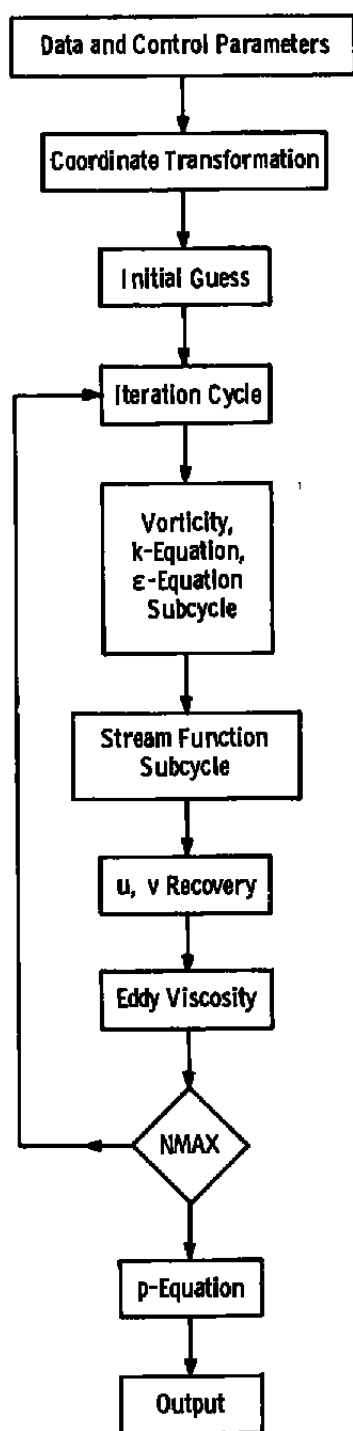 Data and Control Parameters
Coordinate Transformation
Initial Guess
Iteration Cycle
Vorticity,
k-Equation,
ε-Equation
Subcycle
Stream Function
Subcycle
u, v Recovery
Eddy Viscosity
NMAX
p-Equation
Output